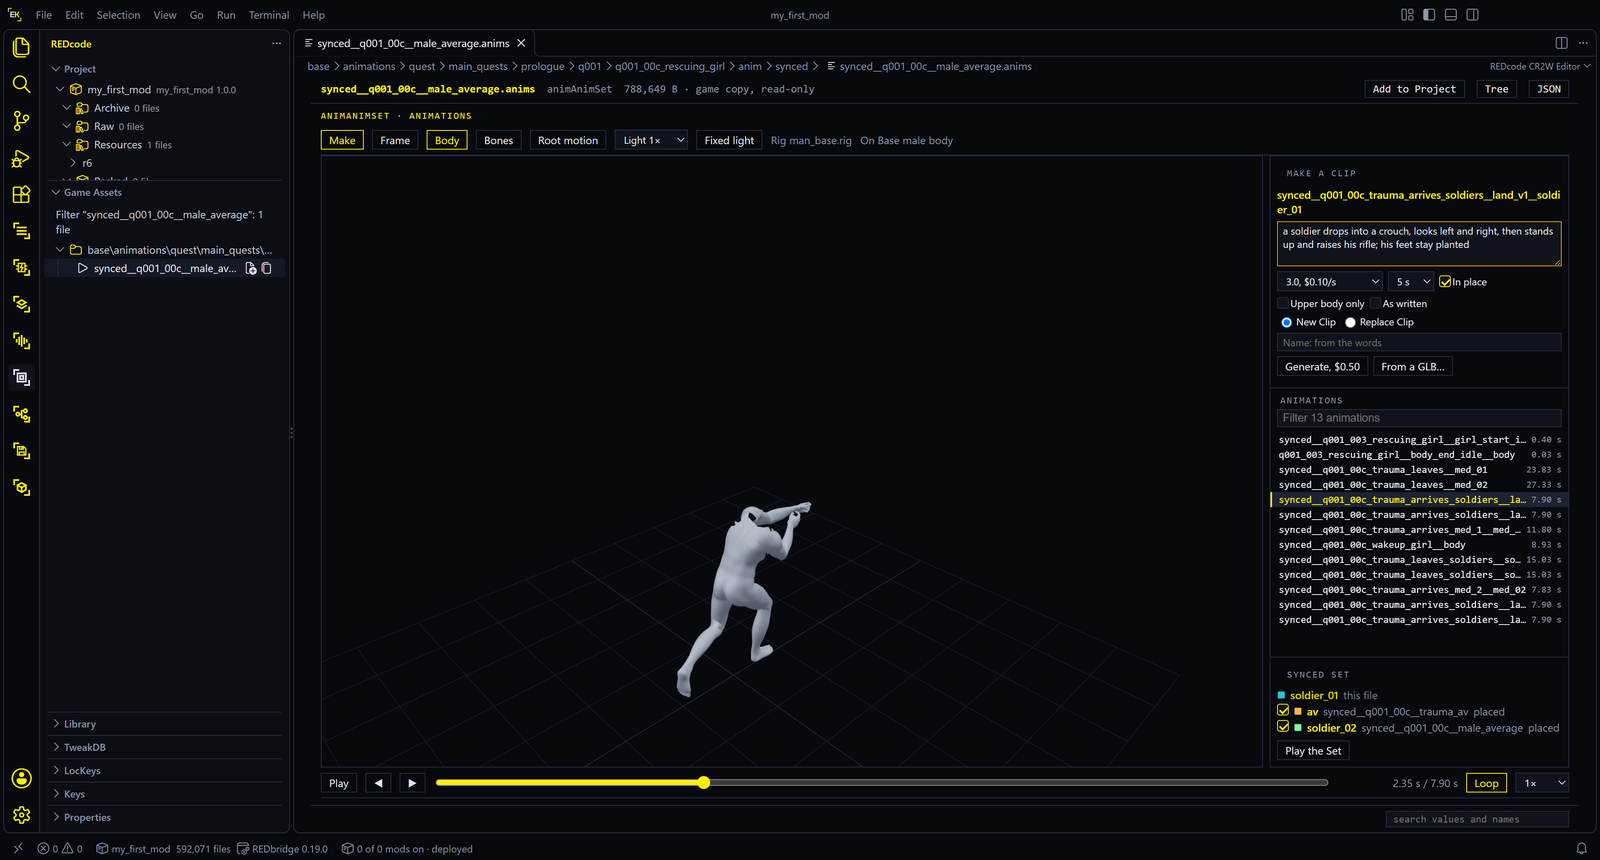 File Edit Selection View Go Run Terminal Help
my_first_mod
REDcode
Project
my_first_mod my_first_mod 1.0.0
Archive 0 files
Raw 0 files
Resources 1 files
r6
Game Assets
Filter "synced__q001_00c__male_average": 1
file
base\animations\quest\main_quests\...
synced__q001_00c__male_av...
Library
TweakDB
LocKeys
Keys
Properties
synced__q001_00c__male_average.anims
base > animations > quest > main_quests > prologue > q001 > q001_00c_rescuing_girl > anim > synced > synced__q001_00c__male_average.anims
REDcode CR2W Editor
synced__q001_00c__male_average.anims animAnimSet 788,649 B · game copy, read-only
Add to Project Tree JSON
ANIMANIMSET · ANIMATIONS
Make Frame Body Bones Root motion Light 1× Fixed light Rig man_base.rig On Base male body
MAKE A CLIP
synced__q001_00c_trauma_arrives_soldiers__land_v1__soldi
er_01
a soldier drops into a crouch, looks left and right, then stands
up and raises his rifle; his feet stay planted
3.0, $0.10/s 5 s In place
Upper body only As written
New Clip Replace Clip
Name: from the words
Generate, $0.50 From a GLB...
ANIMATIONS
Filter 13 animations
synced__q001_003_rescuing_girl__girl_start_i... 0.40 s
q001_003_rescuing_girl__body_end_idle__body 0.03 s
synced__q001_00c_trauma_leaves__med_01 23.83 s
synced__q001_00c_trauma_leaves__med_02 27.33 s
synced__q001_00c_trauma_arrives_soldiers__la... 7.90 s
synced__q001_00c_trauma_arrives_soldiers__la... 7.90 s
synced__q001_00c_trauma_arrives_med_1__med_... 11.80 s
synced__q001_00c_wakeup_girl__body 8.93 s
synced__q001_00c_trauma_leaves_soldiers__so... 15.03 s
synced__q001_00c_trauma_leaves_soldiers__so... 15.03 s
synced__q001_00c_trauma_arrives_med_2__med_02 7.83 s
synced__q001_00c_trauma_arrives_soldiers__la... 7.90 s
synced__q001_00c_trauma_arrives_soldiers__la... 7.90 s
SYNCED SET
soldier_01 this file
av synced__q001_00c__trauma_av placed
soldier_02 synced__q001_00c__male_average placed
Play the Set
Play 2.35 s / 7.90 s Loop 1×
search values and names
0 0 my_first_mod 592,071 files REDbridge 0.19.0 0 of 0 mods on · deployed